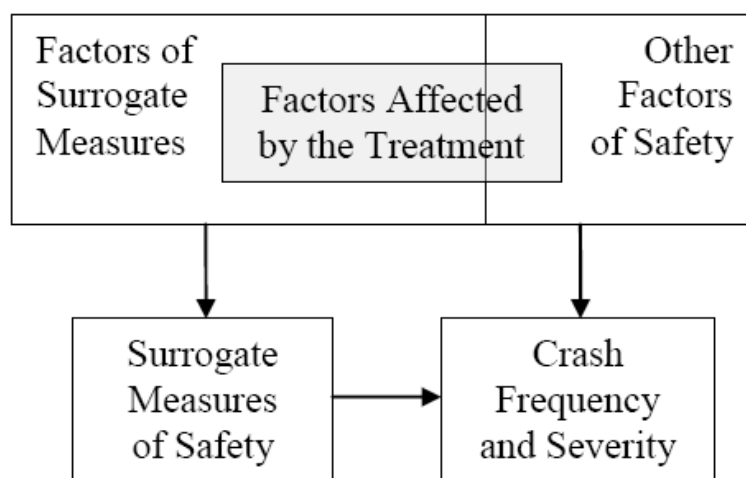 Factors of
Surrogate
Measures
Factors Affected
by the Treatment
Other
Factors
of Safety
Surrogate
Measures
of Safety
Crash
Frequency
and Severity